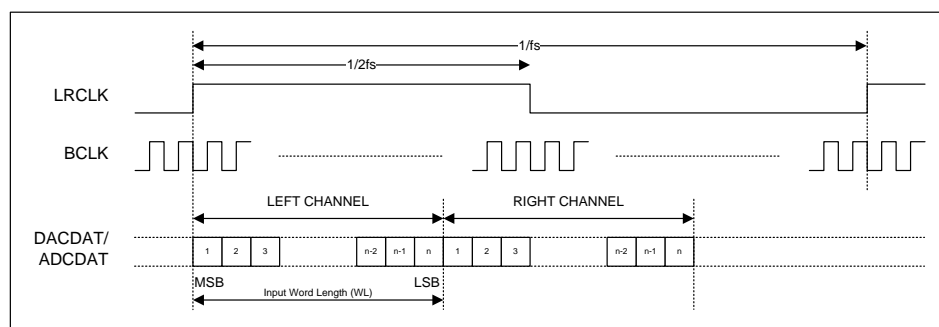 1/fs
1/2fs
LRCLK
BCLK
LEFT CHANNEL RIGHT CHANNEL
DACDAT/
ADCDAT
1 2 3 n-2 n-1 n 1 2 3 n-2 n-1 n
MSB LSB
Input Word Length (WL)